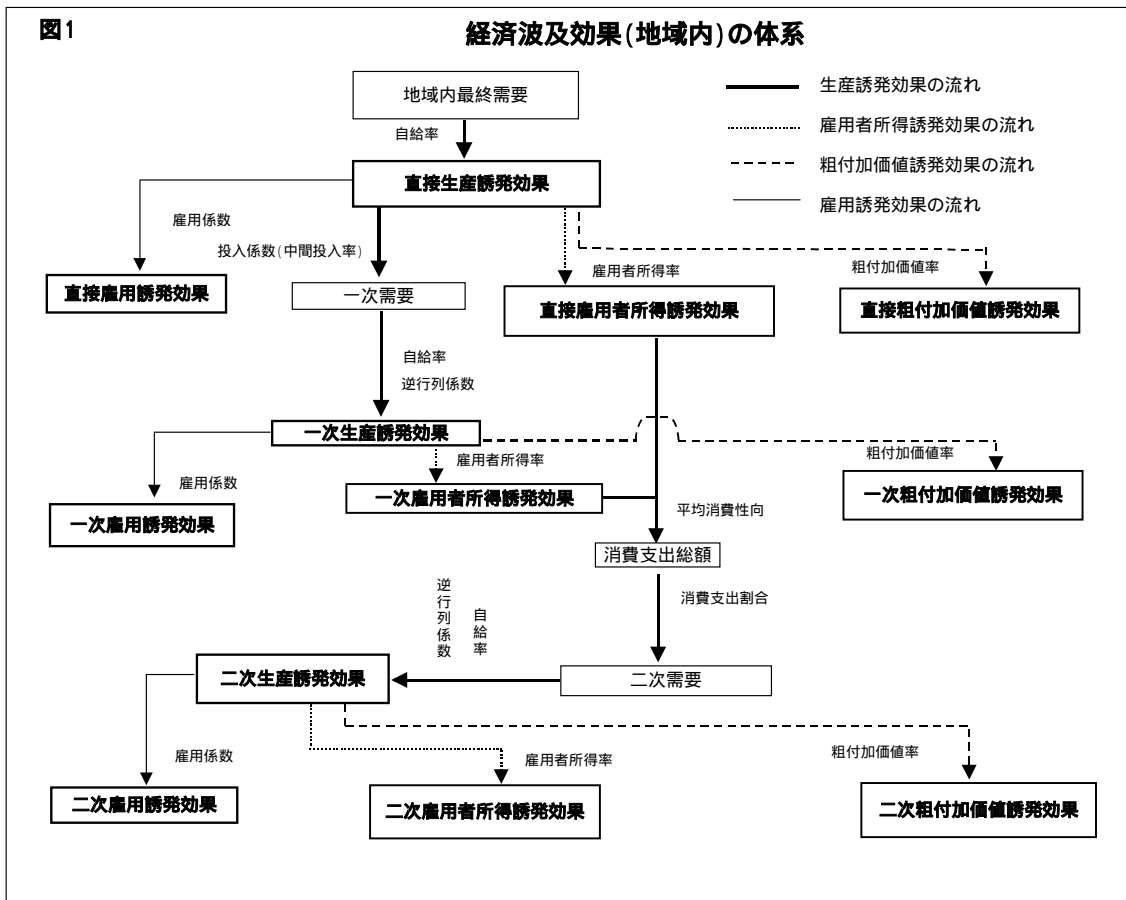 図1
経済波及効果(地域内)の体系
地域内最終需要
生産誘発効果の流れ
雇用者所得誘発効果の流れ
粗付加価値誘発効果の流れ
雇用誘発効果の流れ
自給率
直接生産誘発効果
雇用係数
投入係数(中間投入率)
雇用者所得率
粗付加価値率
直接雇用誘発効果
一次需要
直接雇用者所得誘発効果
直接粗付加価値誘発効果
自給率
逆行列係数
一次生産誘発効果
雇用者所得率
粗付加価値率
雇用係数
一次雇用者所得誘発効果
一次粗付加価値誘発効果
一次雇用誘発効果
平均消費性向
消費支出総額
消費支出割合
逆行列係数
自給率
二次生産誘発効果
二次需要
雇用係数
雇用者所得率
粗付加価値率
二次雇用誘発効果
二次雇用者所得誘発効果
二次粗付加価値誘発効果